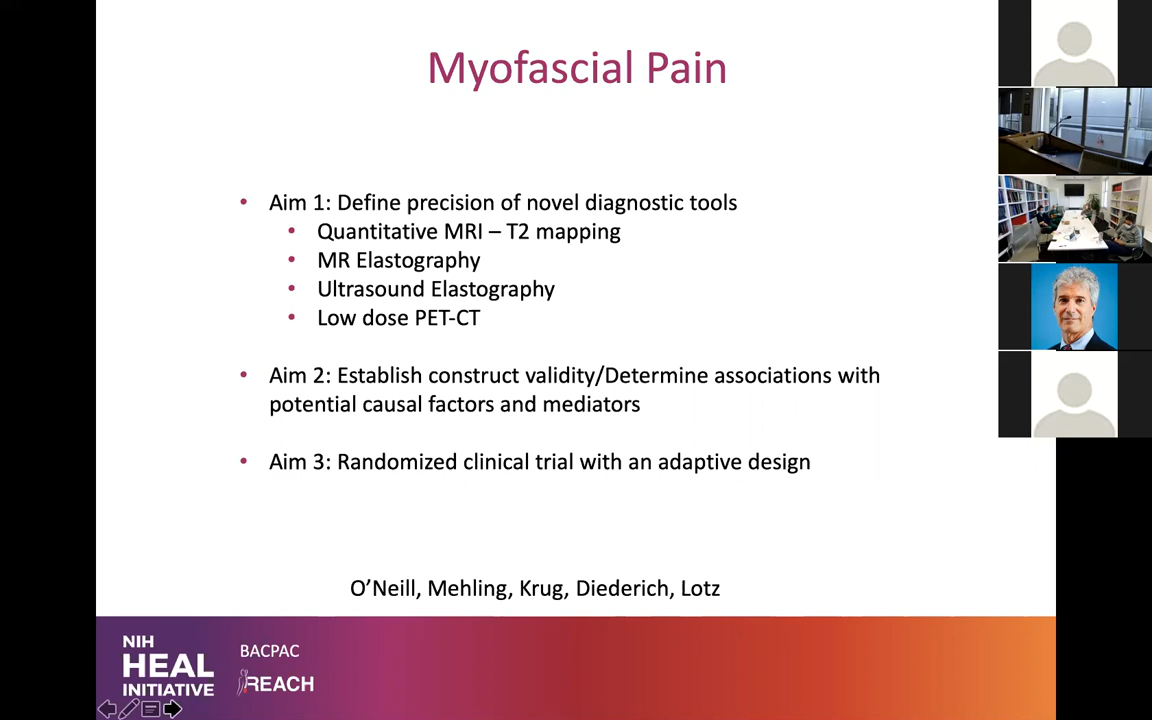 Myofascial Pain
• Aim 1: Define precision of novel diagnostic tools
• Quantitative MRI – T2 mapping
• MR Elastography
• Ultrasound Elastography
• Low dose PET-CT
• Aim 2: Establish construct validity/Determine associations with
potential causal factors and mediators
• Aim 3: Randomized clinical trial with an adaptive design
O’Neill, Mehling, Krug, Diederich, Lotz
NIH
HEAL
INITIATIVE
BACPAC
REACH